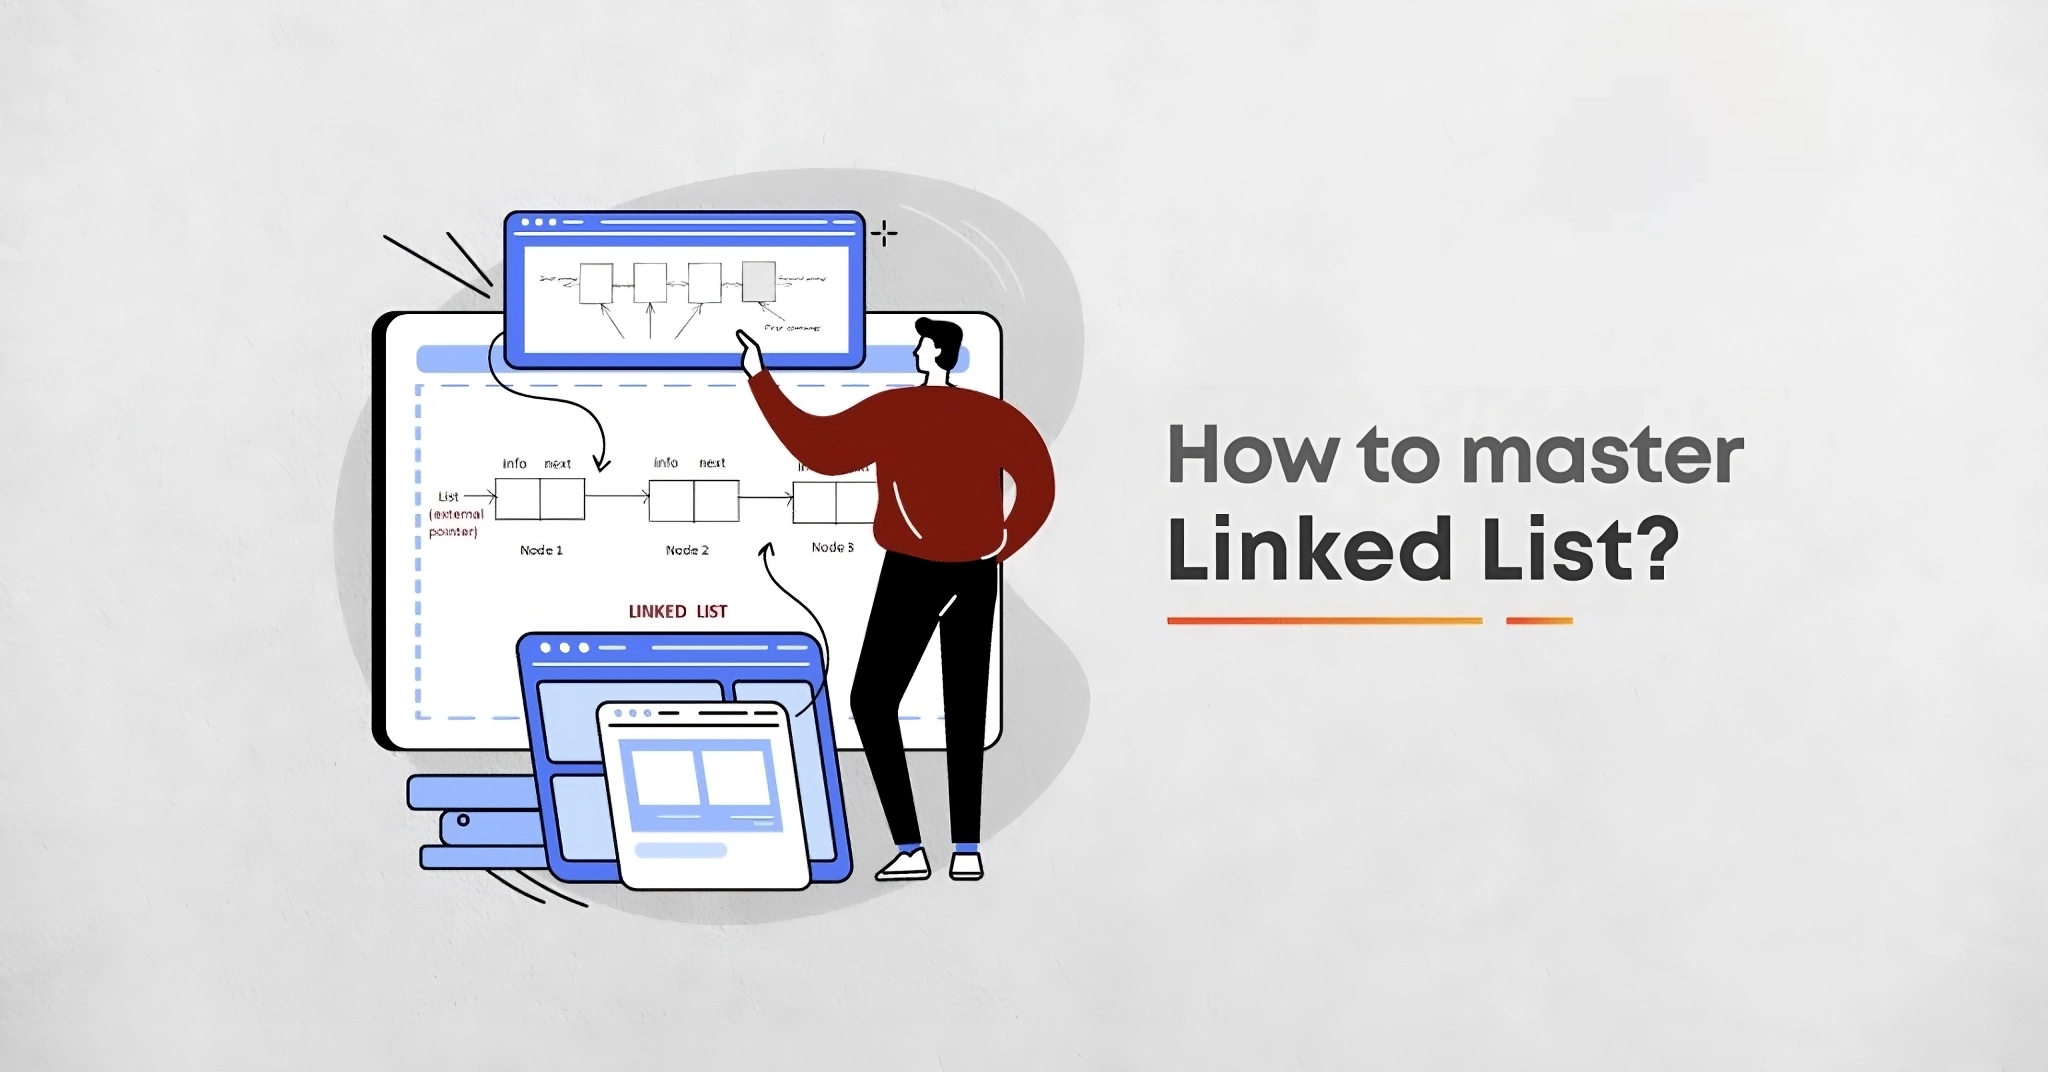 info next
info next
List
(external
pointer)
Node 1
Node 2
Node 3
LINKED LIST
How to master
Linked List?